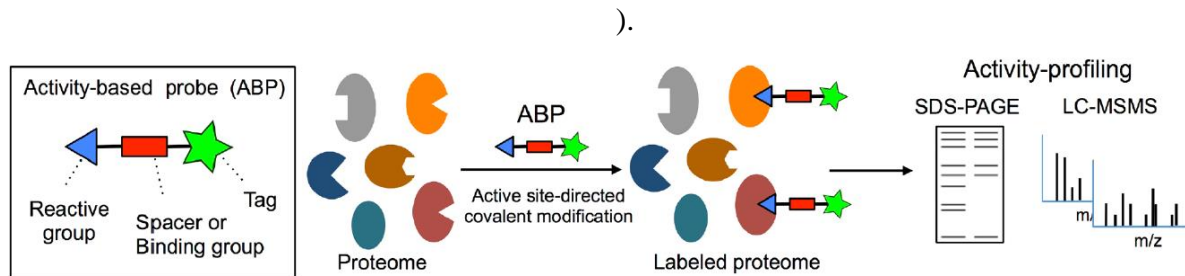 ).
Activity-based probe (ABP)
Reactive
group
Spacer or
Binding group
Tag
Proteome
ABP
Active site-directed
covalent modification
Labeled proteome
Activity-profiling
SDS-PAGE
LC-MSMS
m/
m/z